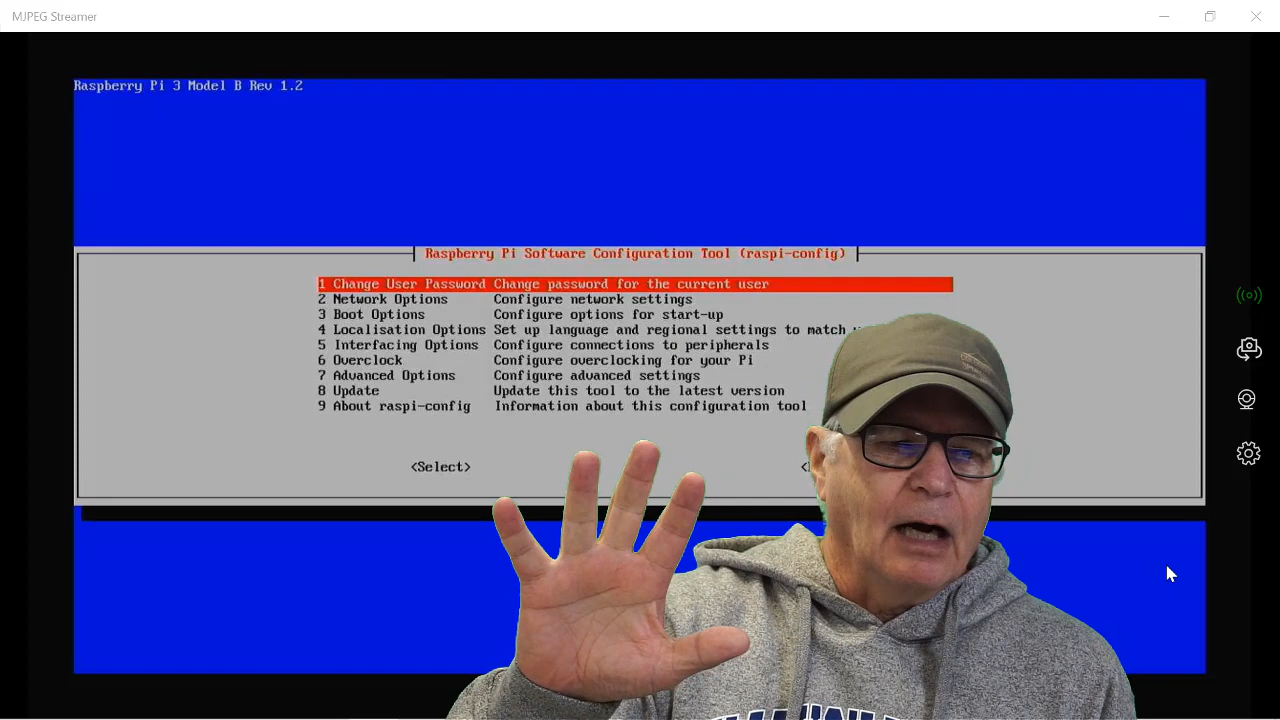 MJPEG Streamer
Raspberry Pi 3 Model B Rev 1.2
Raspberry Pi Software Configuration Tool (raspi-config)
1 Change User Password Change password for the current user
2 Network Options Configure network settings
3 Boot Options Configure options for start-up
4 Localisation Options Set up language and regional settings to match
5 Interfacing Options Configure connections to peripherals
6 Overclock Configure overclocking for your Pi
7 Advanced Options Configure advanced settings
8 Update Update this tool to the latest version
9 About raspi-config Information about this configuration tool
<Select>